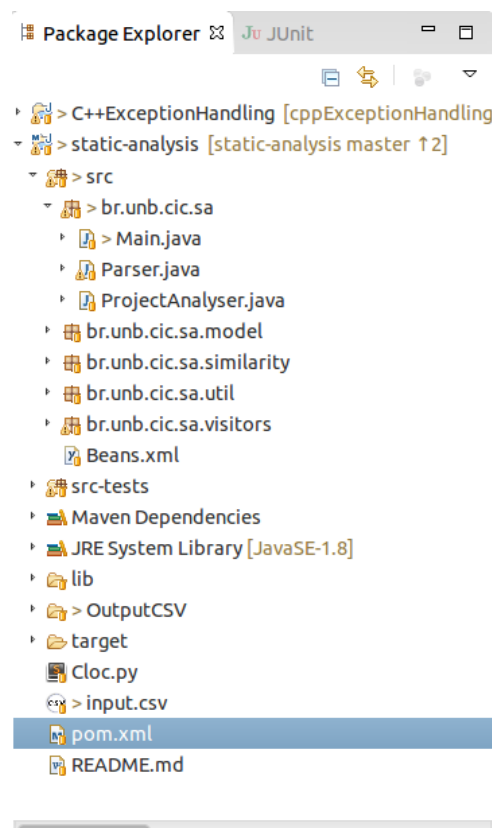 Package Explorer JU JUnit
> C++ExceptionHandling [cppExceptionHandling
> static-analysis [static-analysis master ↑2]
> src
> br.unb.cic.sa
> Main.java
Parser.java
ProjectAnalyser.java
br.unb.cic.sa.model
br.unb.cic.sa.similarity
br.unb.cic.sa.util
br.unb.cic.sa.visitors
Beans.xml
src-tests
Maven Dependencies
JRE System Library [JavaSE-1.8]
lib
> OutputCSV
target
Cloc.py
> input.csv
pom.xml
README.md